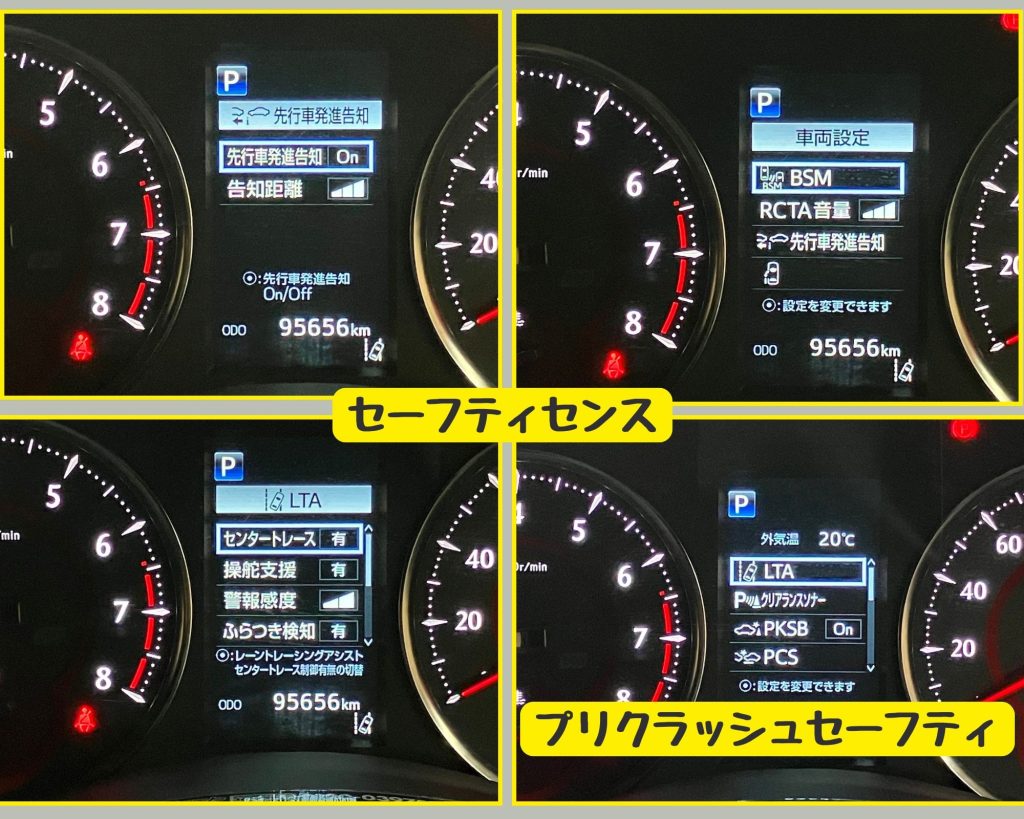 5
6
7
8
P
先行車発進告知
先行車発進告知 On
告知距離
:先行車発進告知
On/Off
ODO 95656km
40
20
5
6
7
8
r/min
P
車両設定
BSM BSM
RCTA音量
先行車発進告知
:設定を変更できます
ODO 95656km
20
セーフティセンス
5
6
7
8
/min
P
LTA
センタートレース 有
操舵支援 有
警報感度
ふらつき検知 有
:レーントレーシングアシスト
センタートレース制御有無の切替
ODO 95656km
40
20
5
6
7
8
r/min
P
外気温 20℃
LTA
P クリアランスソナー
PKSB On
PCS
:設定を変更できます
60
40
20
プリクラッシュセーフティ